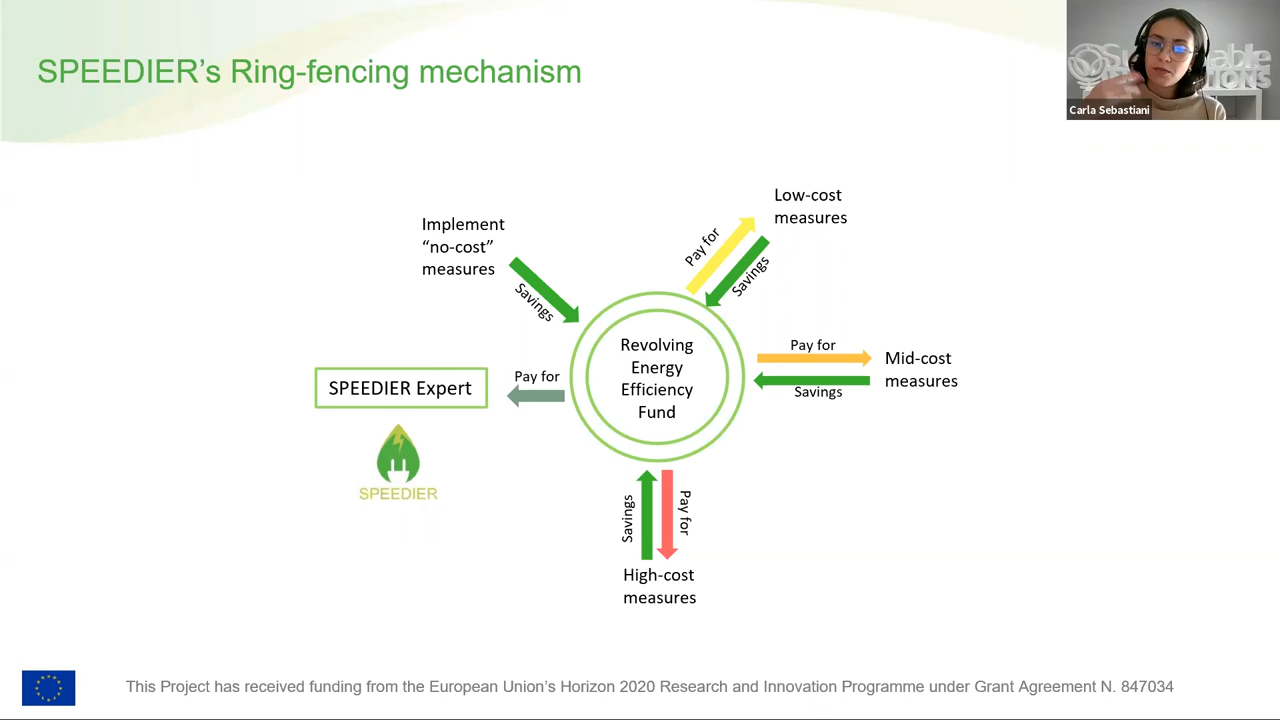 SPEEDIER’s Ring-fencing mechanism
Carla Sebastiani
Implement
“no-cost”
measures
Savings
Low-cost
measures
Pay for
Savings
Revolving
Energy
Efficiency
Fund
Pay for
Savings
Mid-cost
measures
SPEEDIER Expert
Pay for
SPEEDIER
Savings
Pay for
High-cost
measures
This Project has received funding from the European Union’s Horizon 2020 Research and Innovation Programme under Grant Agreement N. 847034